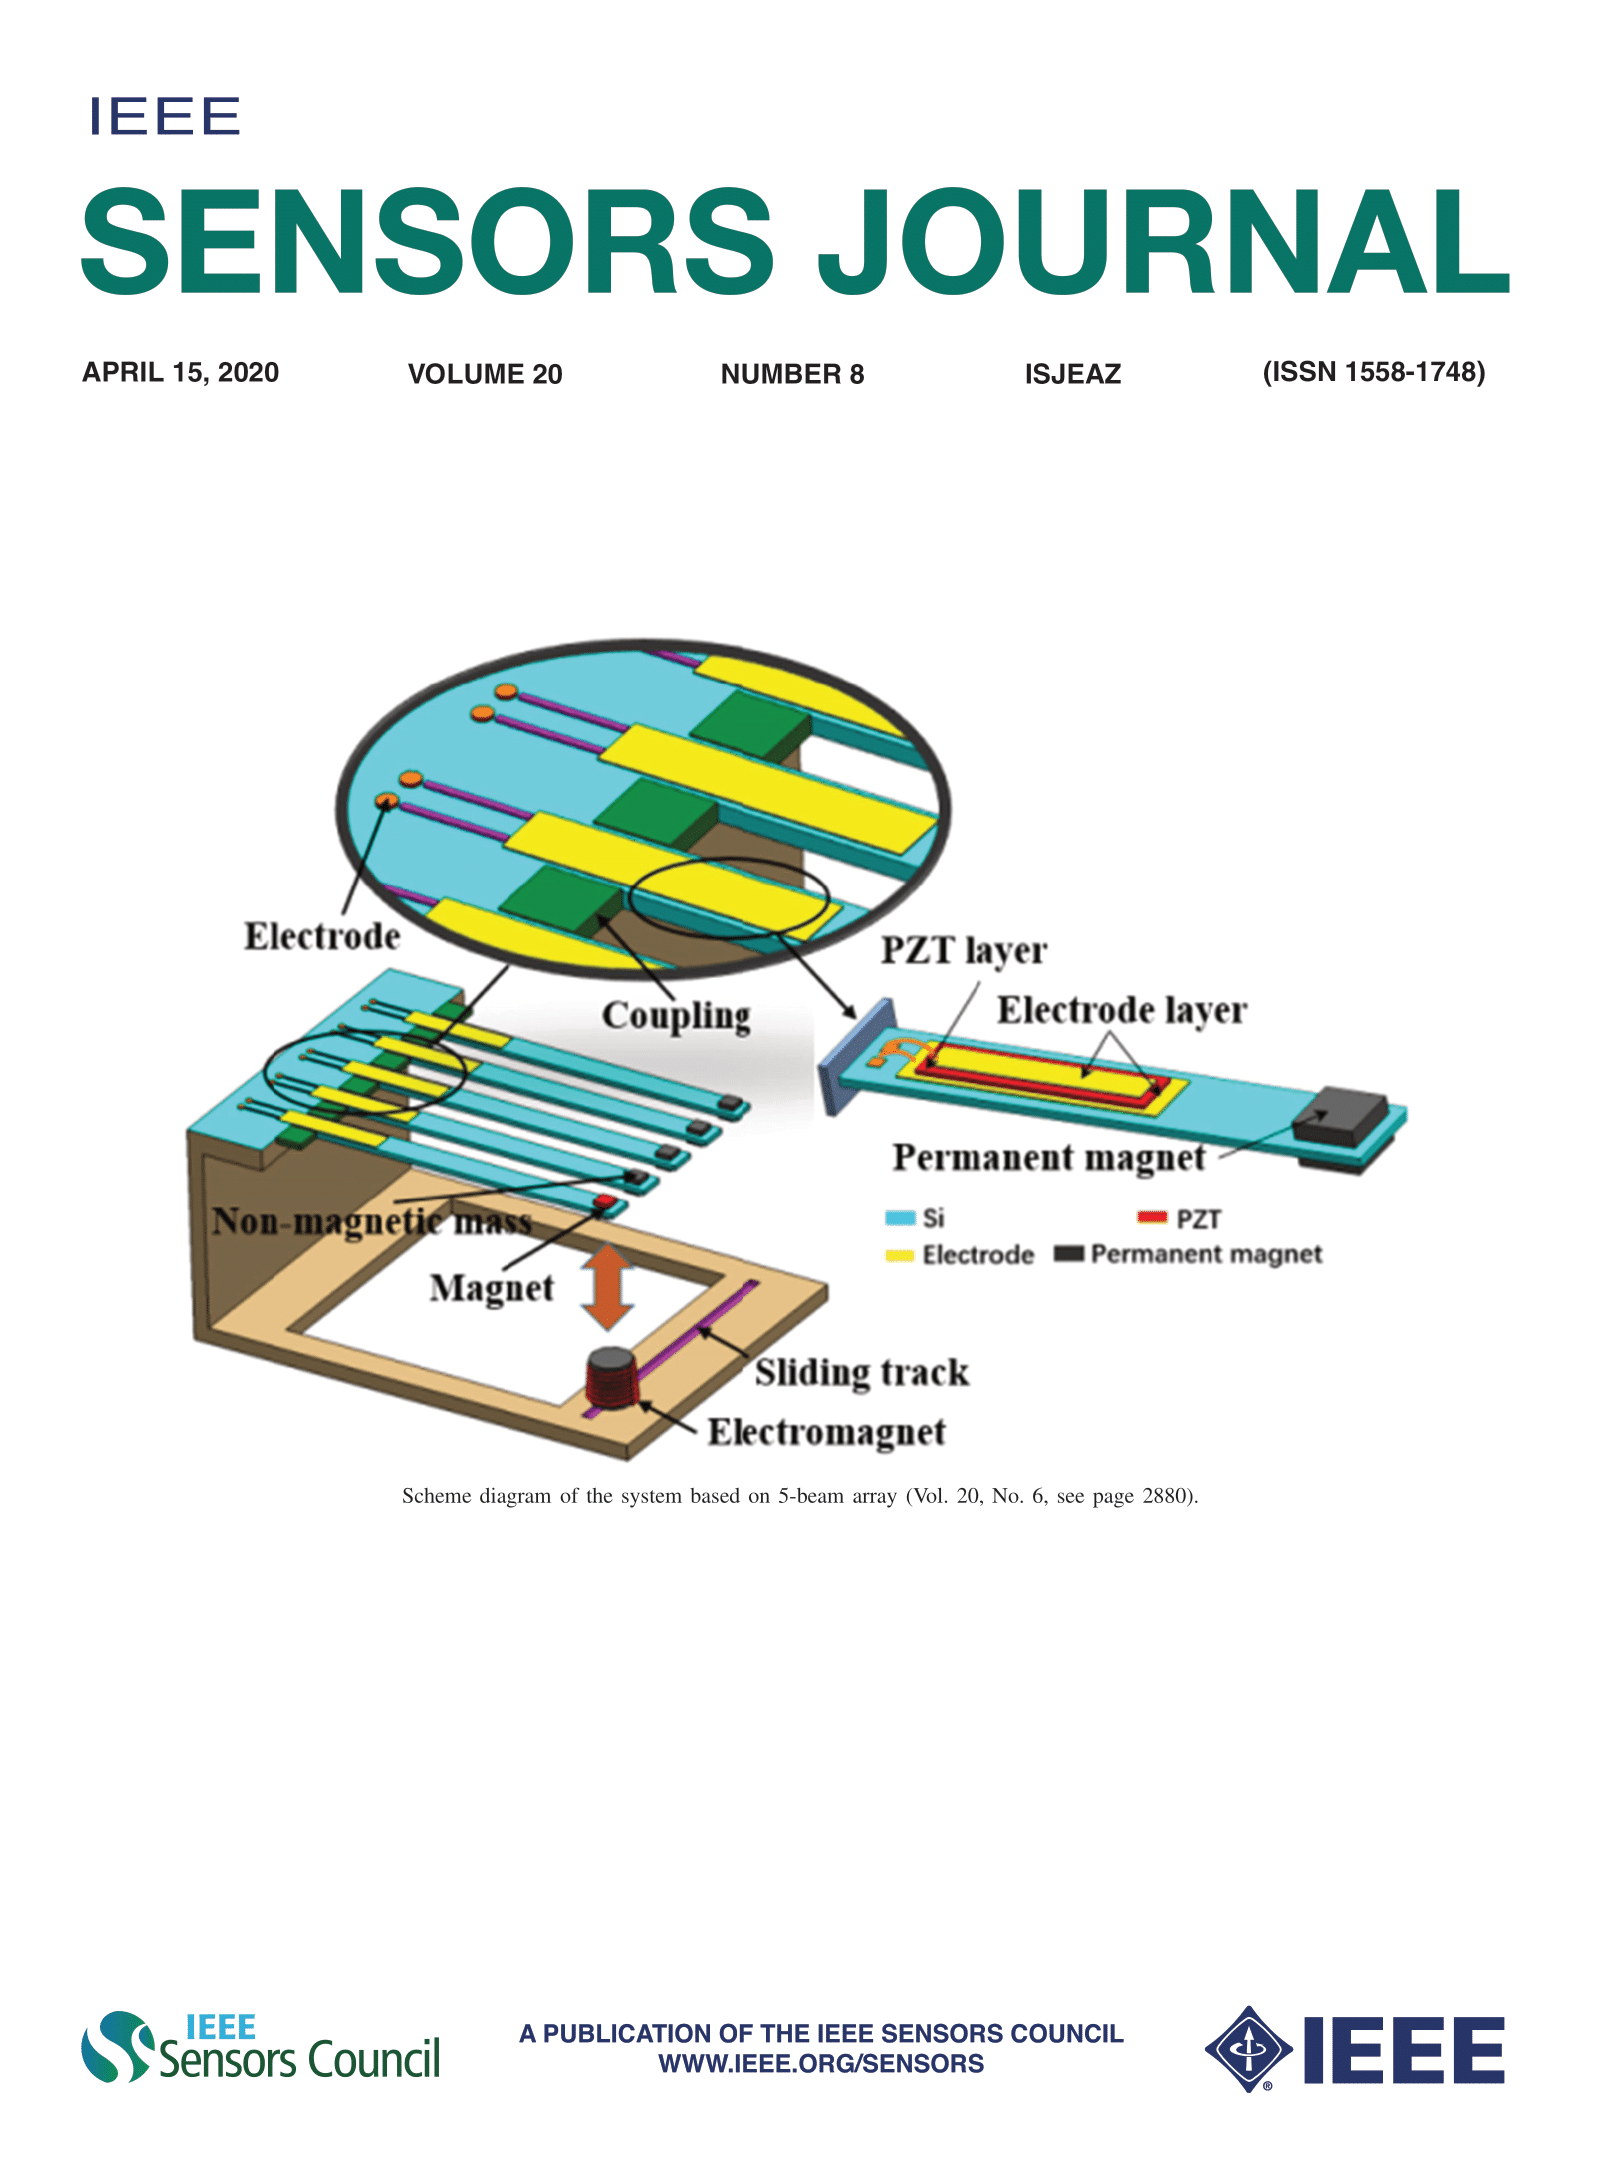 IEEE
SENSORS JOURNAL
APRIL 15, 2020 VOLUME 20 NUMBER 8 ISJEAZ (ISSN 1558-1748)
Electrode
Coupling
PZT layer
Electrode layer
Permanent magnet
Si PZT
Electrode Permanent magnet
Non-magnetic mass
Magnet
Sliding track
Electromagnet
Scheme diagram of the system based on 5-beam array (Vol. 20, No. 6, see page 2880).
IEEE
Sensors Council
A PUBLICATION OF THE IEEE SENSORS COUNCIL
WWW.IEEE.ORG/SENSORS
IEEE
®